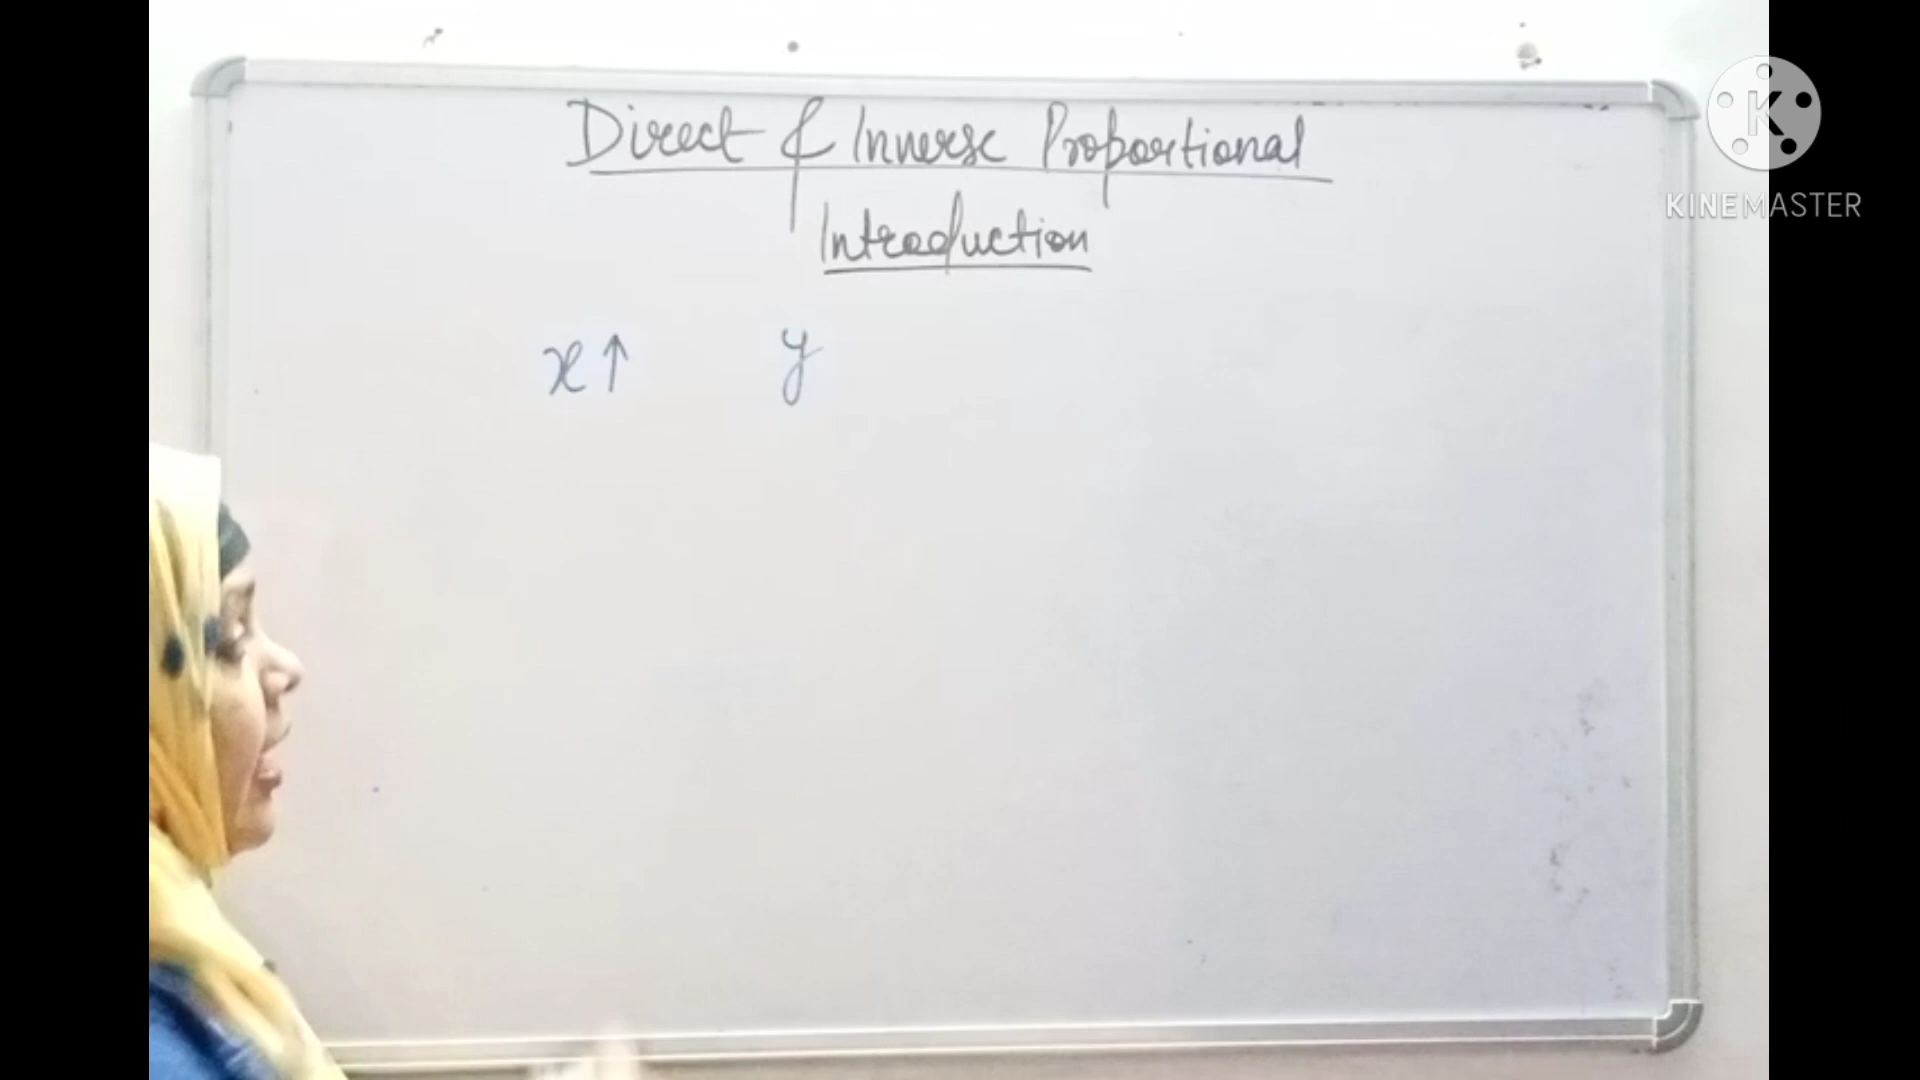 Direct & Inverse Proportional
Introduction
x↑ y
K
KINEMASTER